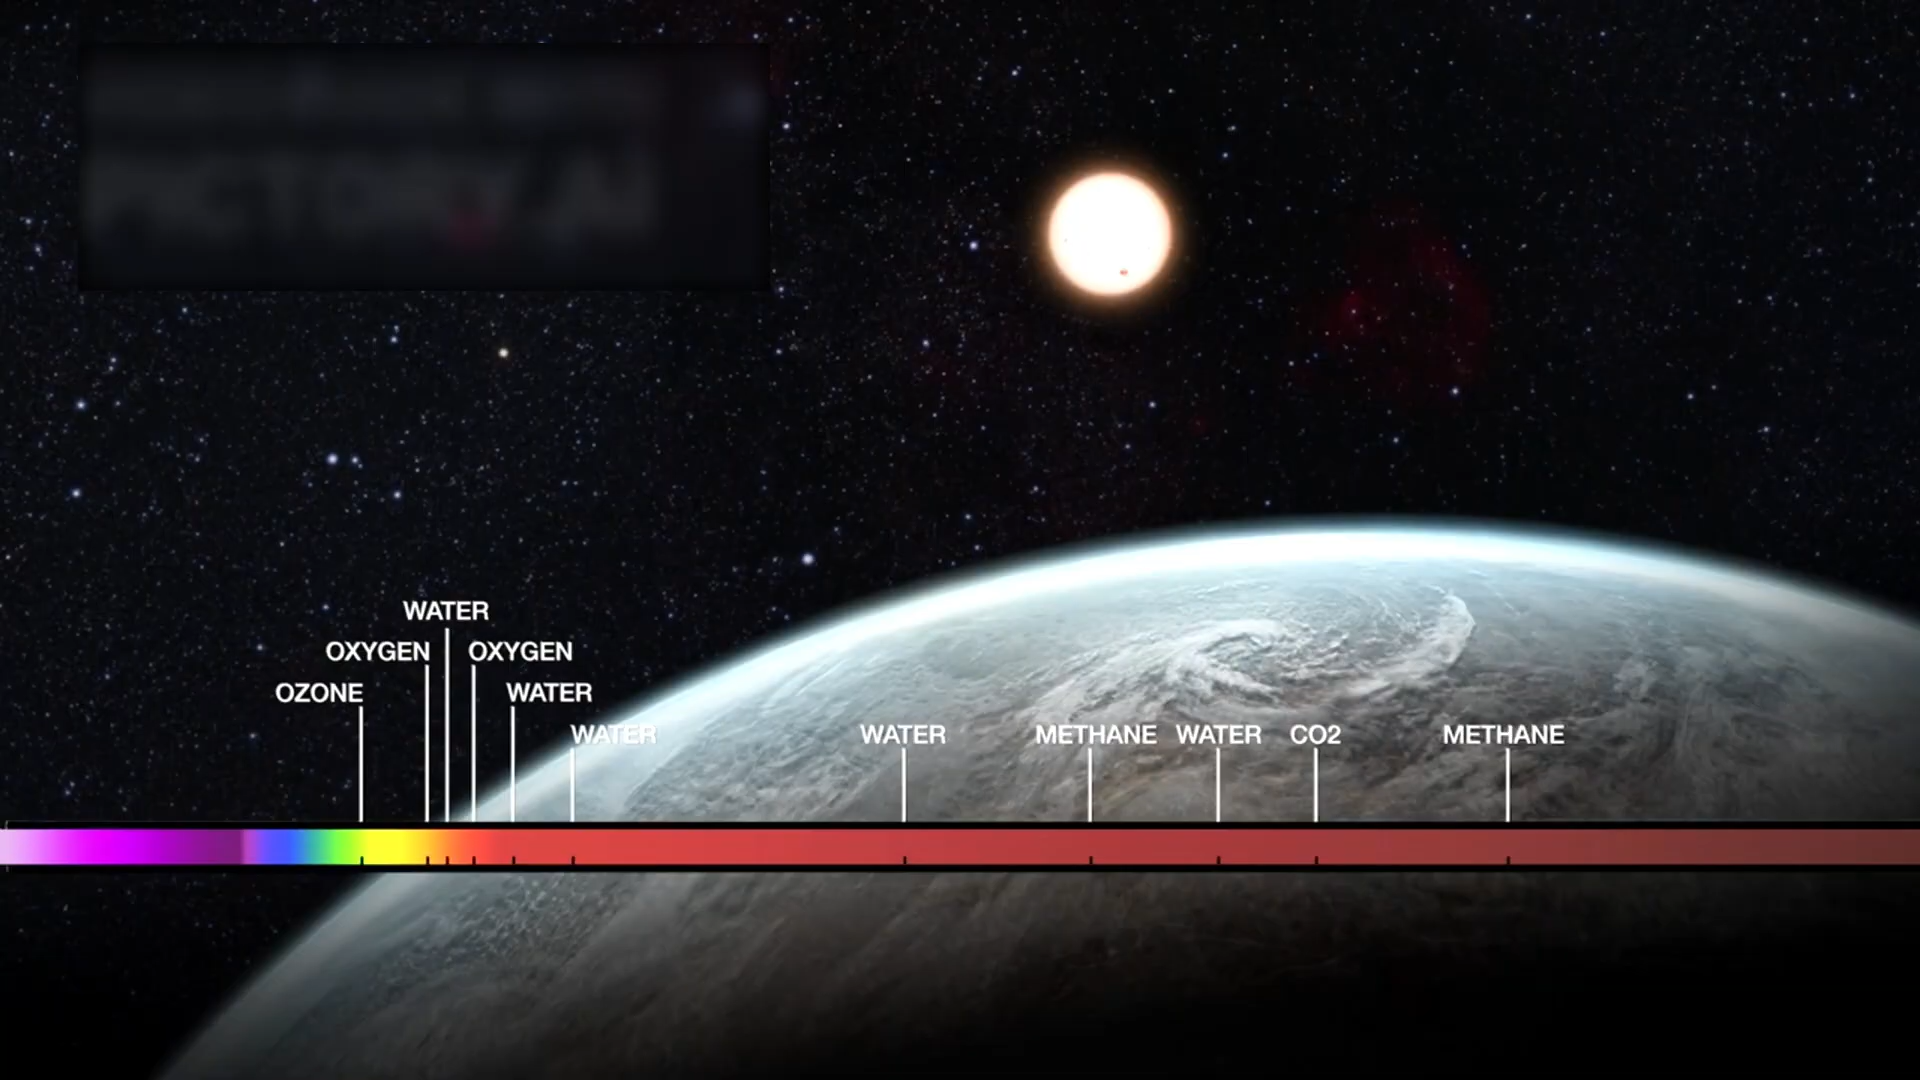 WATER
OXYGEN OXYGEN
OZONE WATER
WATER WATER METHANE WATER CO2 METHANE